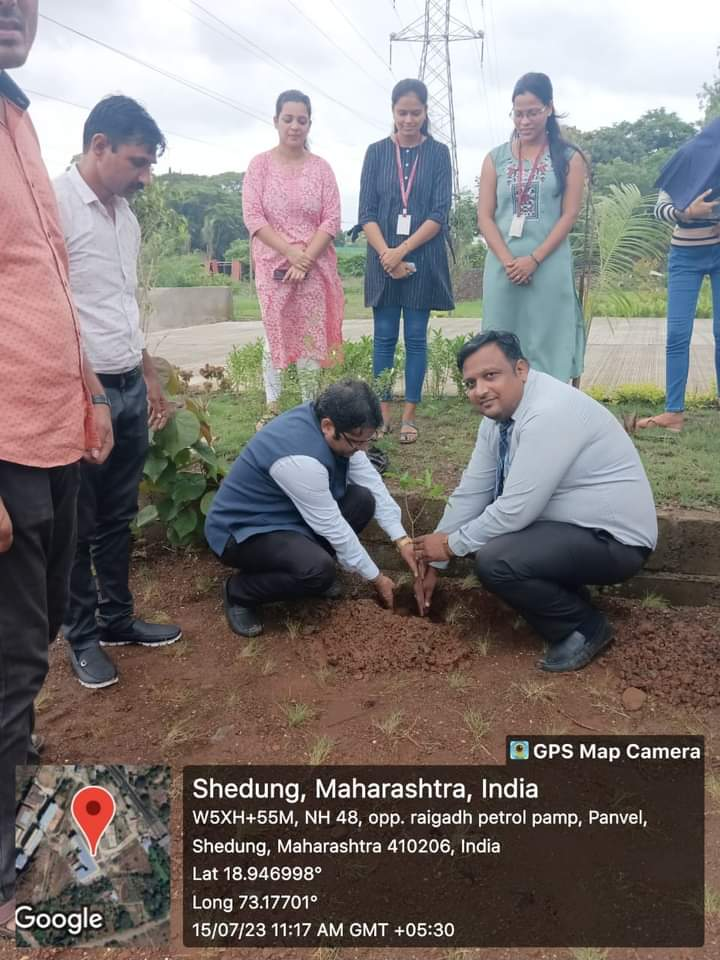 GPS Map Camera
Shedung, Maharashtra, India
W5XH+55M, NH 48, opp. raigadh petrol pamp, Panvel,
Shedung, Maharashtra 410206, India
Lat 18.946998°
Long 73.17701°
15/07/23 11:17 AM GMT +05:30
Google